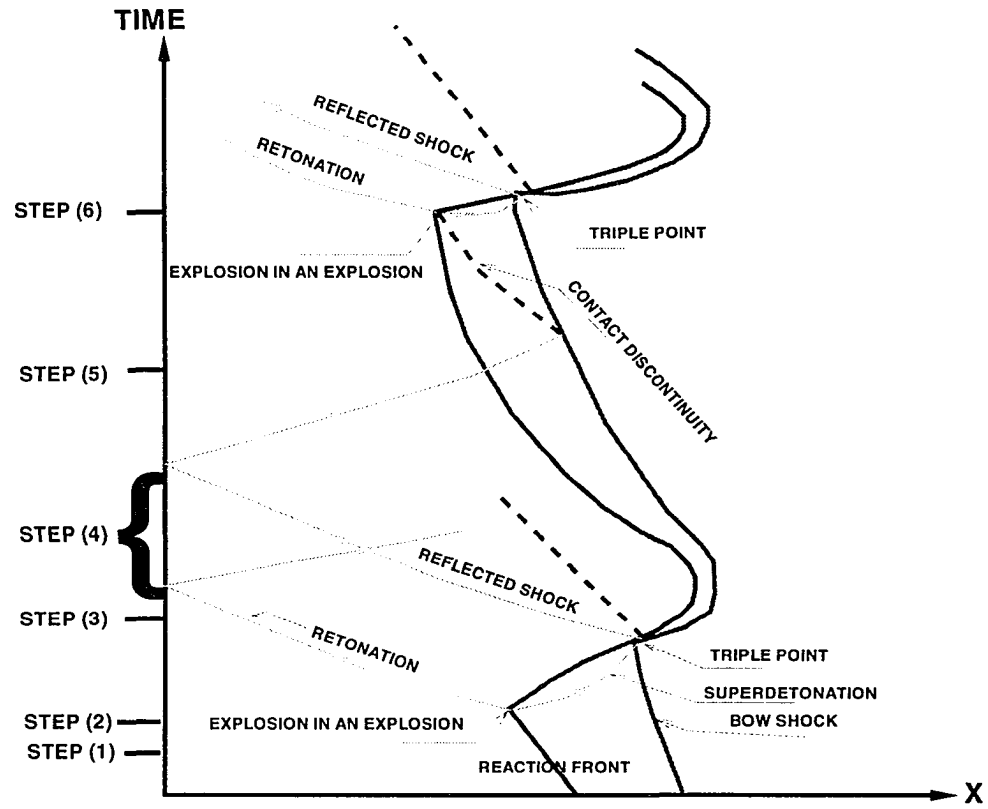 TIME
REFLECTED SHOCK
RETONATION
STEP (6)
TRIPLE POINT
EXPLOSION IN AN EXPLOSION
CONTACT DISCONTINUITY
STEP (5)
STEP (4)
REFLECTED SHOCK
STEP (3)
RETONATION
TRIPLE POINT
SUPERDETONATION
STEP (2)
EXPLOSION IN AN EXPLOSION
BOW SHOCK
STEP (1)
REACTION FRONT
X